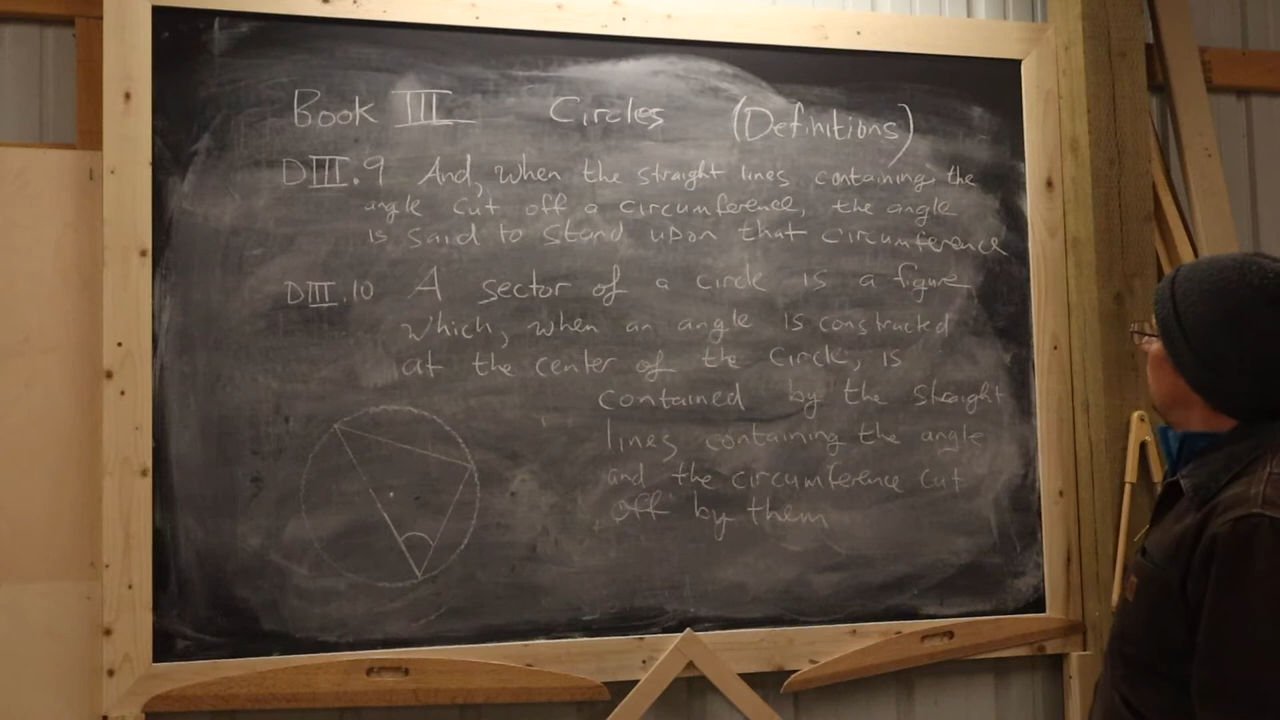 Book III Circles (Definitions)
DIII.9 And, when the straight lines containing the
angle cut off a circumference, the angle
is said to stand upon that circumference
DIII.10 A sector of a circle is a figure
which, when an angle is constructed
at the center of the circle, is
contained by the straight
lines containing the angle
and the circumference cut
off by them